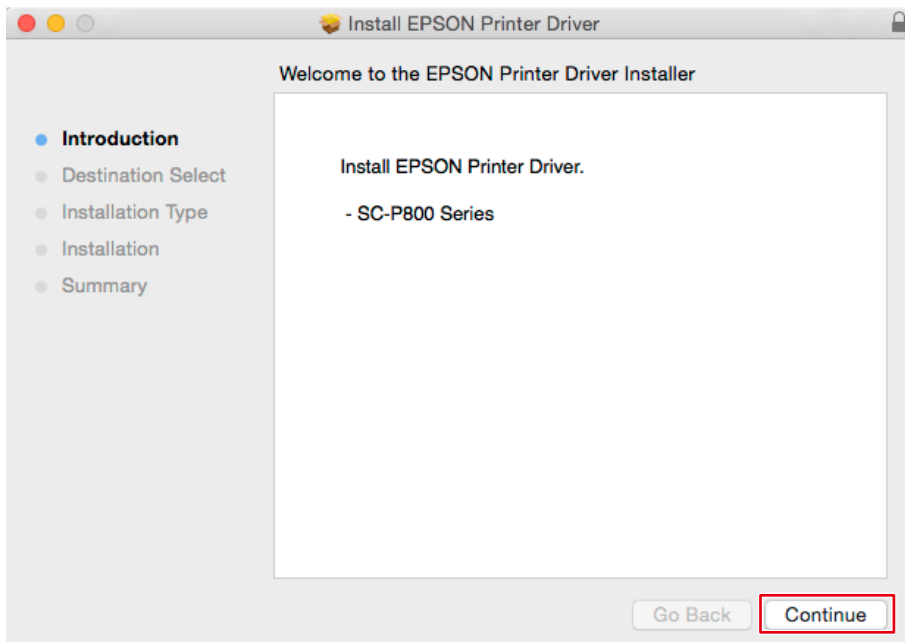 Install EPSON Printer Driver
Welcome to the EPSON Printer Driver Installer
Introduction
Destination Select
Installation Type
Installation
Summary
Install EPSON Printer Driver.
- SC-P800 Series
Go Back
Continue